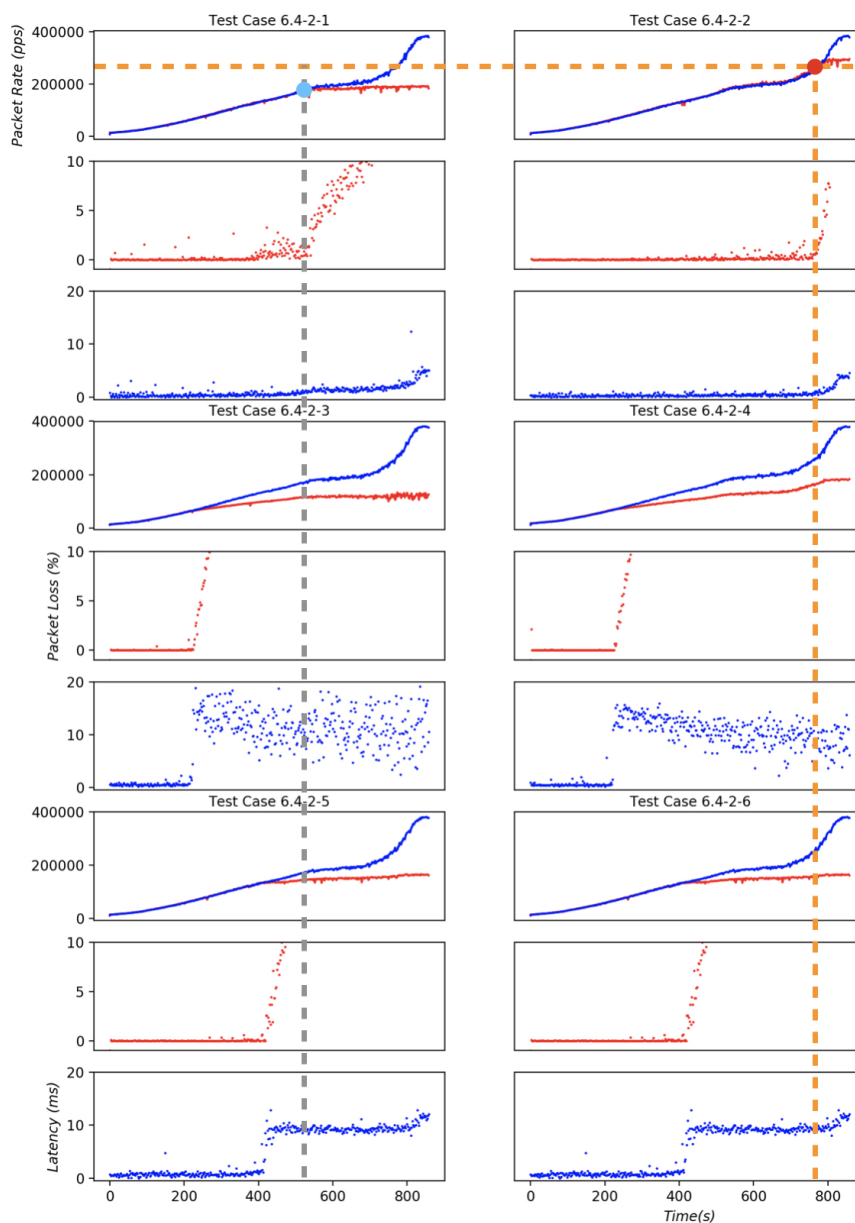 Test Case 6.4-2-1
Test Case 6.4-2-2
Packet Rate (pps)
400000
200000
0
10
5
0
20
10
0
Test Case 6.4-2-3
Test Case 6.4-2-4
400000
200000
0
Packet Loss (%)
10
5
0
20
10
0
Test Case 6.4-2-5
Test Case 6.4-2-6
400000
200000
0
10
5
0
Latency (ms)
20
10
0
0 200 400 600 800
0 200 400 600 800
Time(s)